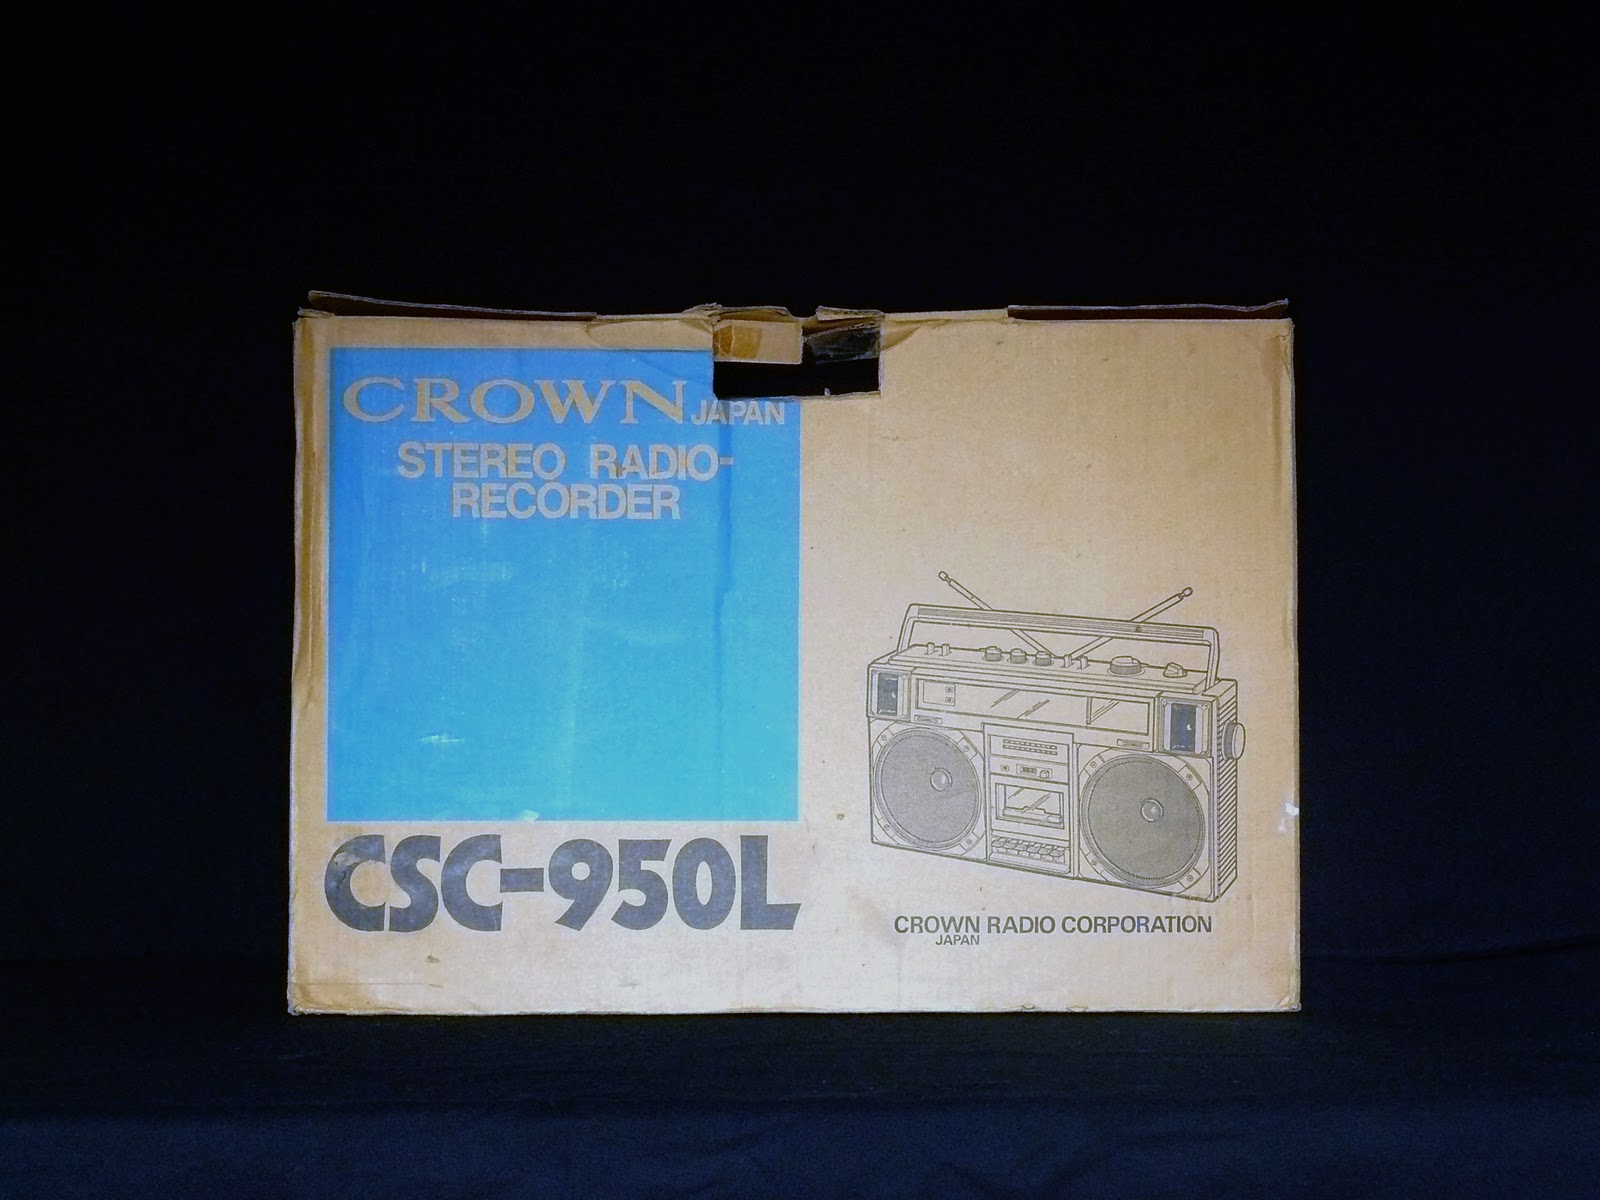 CROWN JAPAN
STEREO RADIO-
RECORDER
CSC-950L
CROWN RADIO CORPORATION
JAPAN